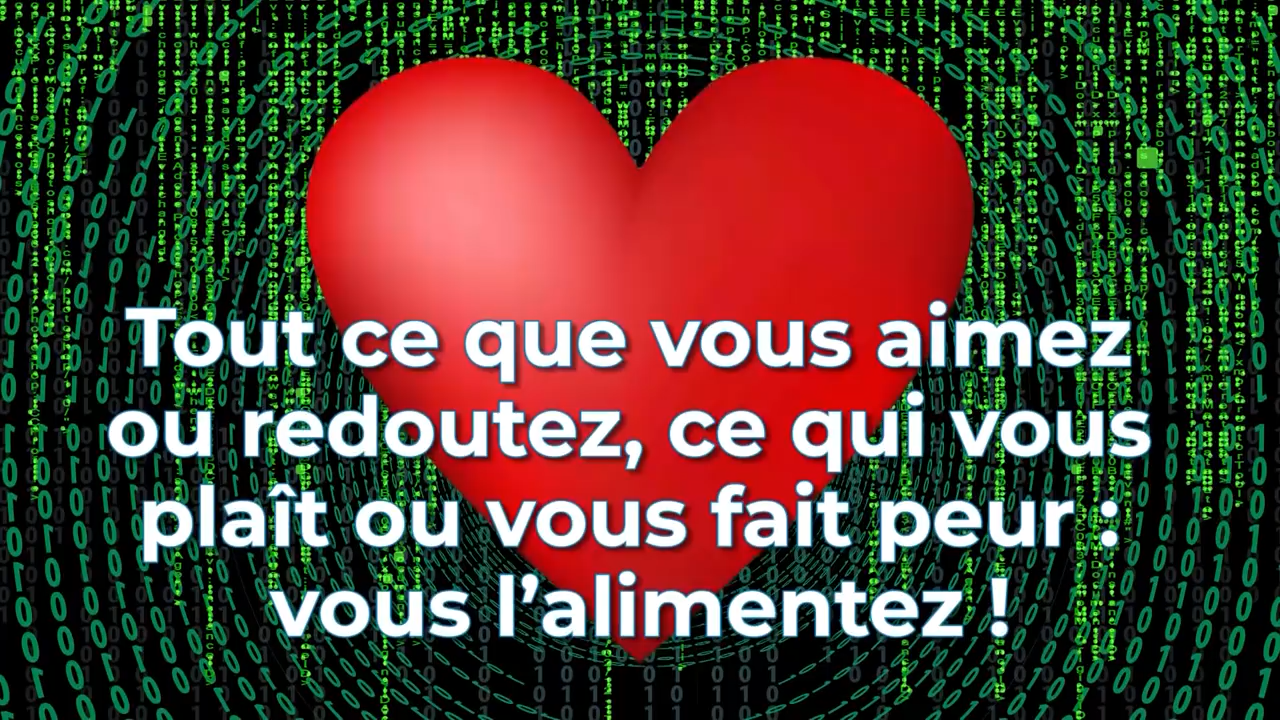 Tout ce que vous aimez
ou redoutez, ce qui vous
plaît ou vous fait peur :
vous l’alimentez !